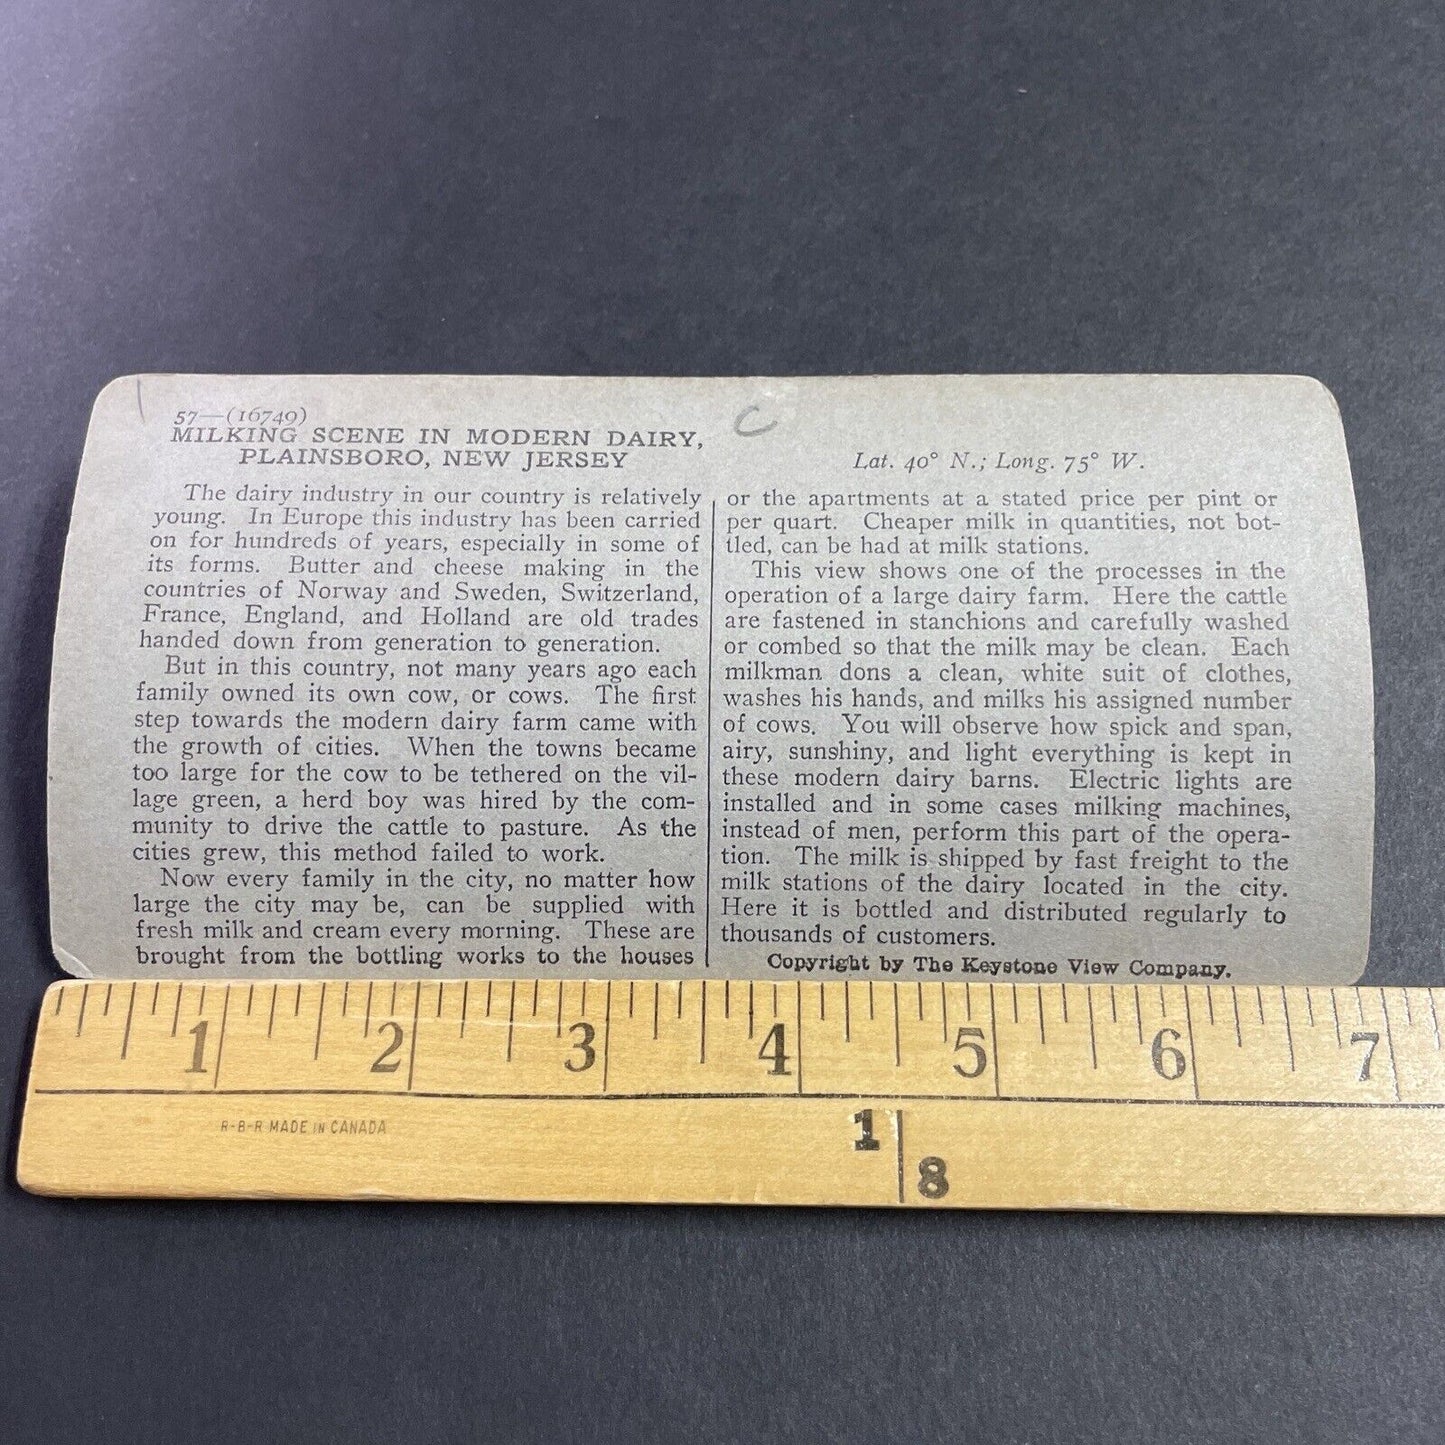 57—(16749)
MILKING SCENE IN MODERN DAIRY,
PLAINSBORO, NEW JERSEY
The dairy industry in our country is relatively
young. In Europe this industry has been carried
on for hundreds of years, especially in some of
its forms. Butter and cheese making in the
countries of Norway and Sweden, Switzerland,
France, England, and Holland are old trades
handed down from generation to generation.
But in this country, not many years ago each
family owned its own cow, or cows. The first
step towards the modern dairy farm came with
the growth of cities. When the towns became
too large for the cow to be tethered on the vil-
lage green, a herd boy was hired by the com-
munity to drive the cattle to pasture. As the
cities grew, this method failed to work.
Now every family in the city, no matter how
large the city may be, can be supplied with
fresh milk and cream every morning. These are
brought from the bottling works to the houses
C
Lat. 40° N.; Long. 75° W.
or the apartments at a stated price per pint or
per quart. Cheaper milk in quantities, not bot-
tled, can be had at milk stations.
This view shows one of the processes in the
operation of a large dairy farm. Here the cattle
are fastened in stanchions and carefully washed
or combed so that the milk may be clean. Each
milkman dons a clean, white suit of clothes,
washes his hands, and milks his assigned number
of cows. You will observe how spick and span,
airy, sunshiny, and light everything is kept in
these modern dairy barns. Electric lights are
installed and in some cases milking machines,
instead of men, perform this part of the opera-
tion. The milk is shipped by fast freight to the
milk stations of the dairy located in the city.
Here it is bottled and distributed regularly to
thousands of customers.
Copyright by The Keystone View Company.
1 2 3 4 5 6 7
R-B-R MADE IN CANADA
1
8